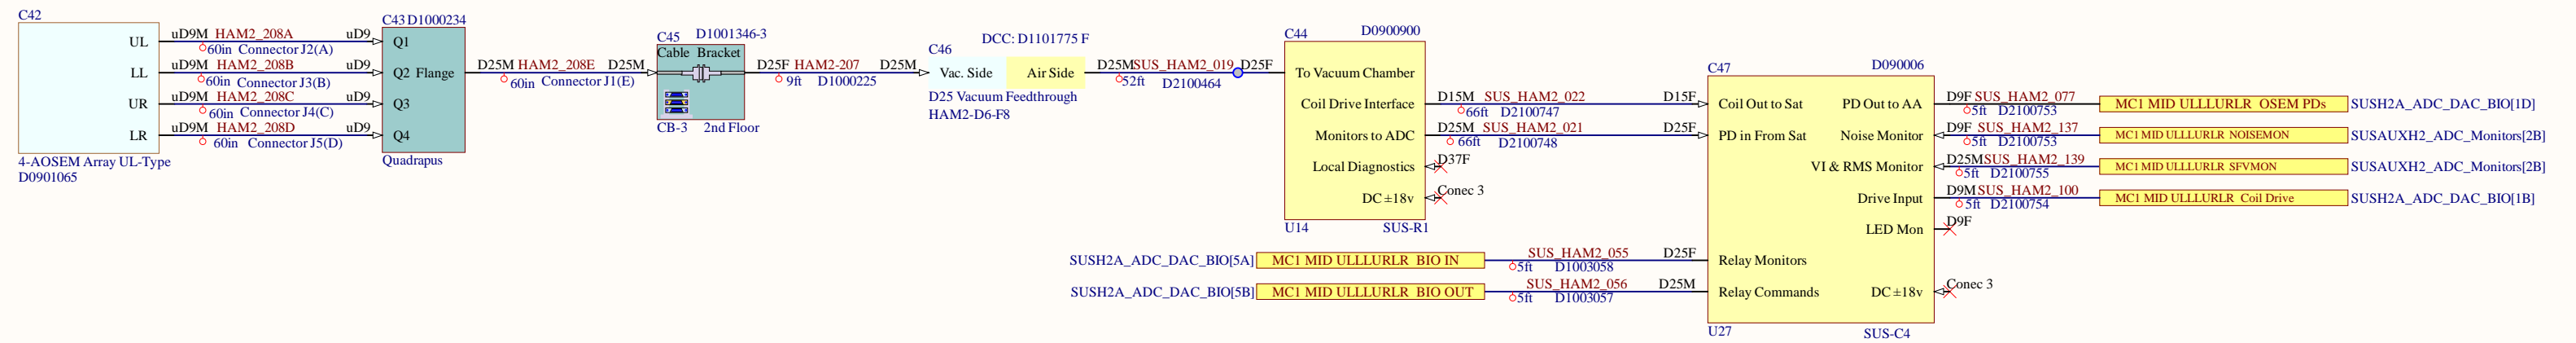 C42
UL
LL
UR
LR
4-AOSEM Array UL-Type
D0901065
uD9M HAM2_208A uD9
60in Connector J2(A)
uD9M HAM2_208B uD9
60in Connector J3(B)
uD9M HAM2_208C uD9
60in Connector J4(C)
uD9M HAM2_208D uD9
60in Connector J5(D)
C43 D1000234
Q1
Q2 Flange
Q3
Q4
Quadrapus
D25M HAM2_208E D25M
60in Connector J1(E)
C45 D1001346-3
Cable Bracket
CB-3 2nd Floor
D25F HAM2-207 D25M
9ft D1000225
DCC: D1101775 F
C46
Vac. Side Air Side
D25 Vacuum Feedthrough
HAM2-D6-F8
D25M SUS_HAM2_019 D25F
52ft D2100464
C44 D0900900
To Vacuum Chamber
Coil Drive Interface
Monitors to ADC
Local Diagnostics
DC ±18v
U14 SUS-R1
D15M SUS_HAM2_022 D15F
66ft D2100747
D25M SUS_HAM2_021 D25F
66ft D2100748
D37F
Conec 3
SUSH2A_ADC_DAC_BIO[5A] MC1 MID ULLLURLR BIO IN SUS_HAM2_055 D25F
5ft D1003058
SUSH2A_ADC_DAC_BIO[5B] MC1 MID ULLLURLR BIO OUT SUS_HAM2_056 D25M
5ft D1003057
C47 D090006
Coil Out to Sat PD Out to AA
PD in From Sat Noise Monitor
VI & RMS Monitor
Drive Input
LED Mon
Relay Monitors
Relay Commands DC ±18v
U27 SUS-C4
D9F SUS_HAM2_077 MC1 MID ULLLURLR OSEM PDs SUSH2A_ADC_DAC_BIO[1D]
5ft D2100753
D9F SUS_HAM2_137 MC1 MID ULLLURLR NOISEMON SUSAUXH2_ADC_Monitors[2B]
5ft D2100753
D25M SUS_HAM2_139 MC1 MID ULLLURLR SFVMON SUSAUXH2_ADC_Monitors[2B]
5ft D2100755
D9M SUS_HAM2_100 MC1 MID ULLLURLR Coil Drive SUSH2A_ADC_DAC_BIO[1B]
5ft D2100754
D9F
Conec 3